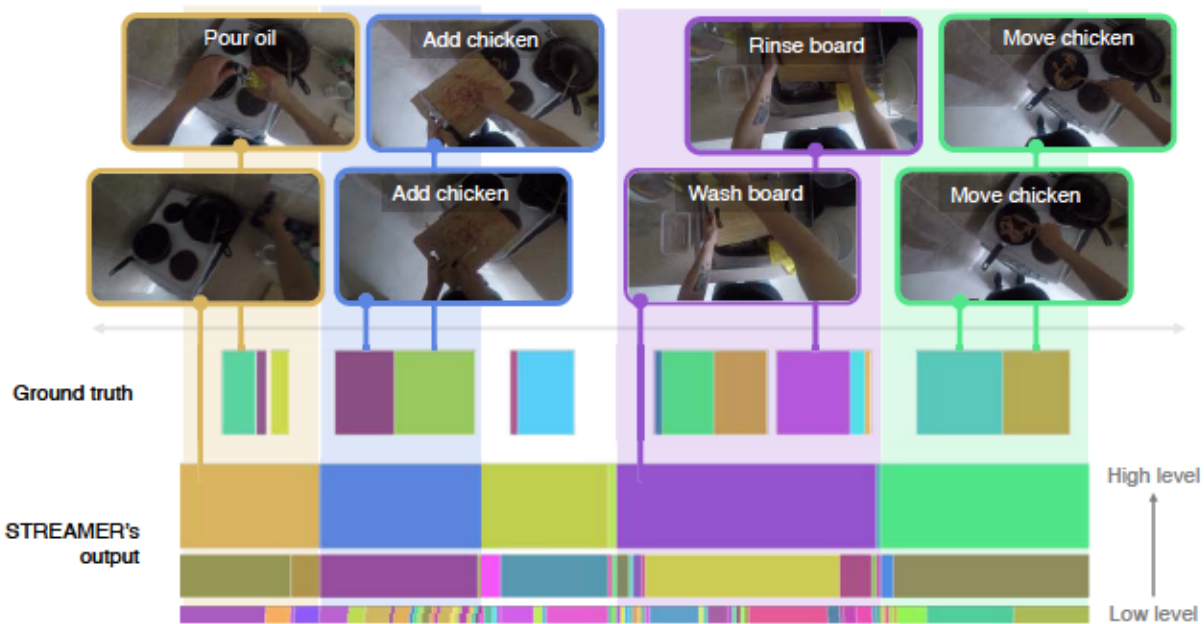 Pour oil
Add chicken
Rinse board
Move chicken
Add chicken
Wash board
Move chicken
Ground truth
High level
STREAMER's
output
Low level